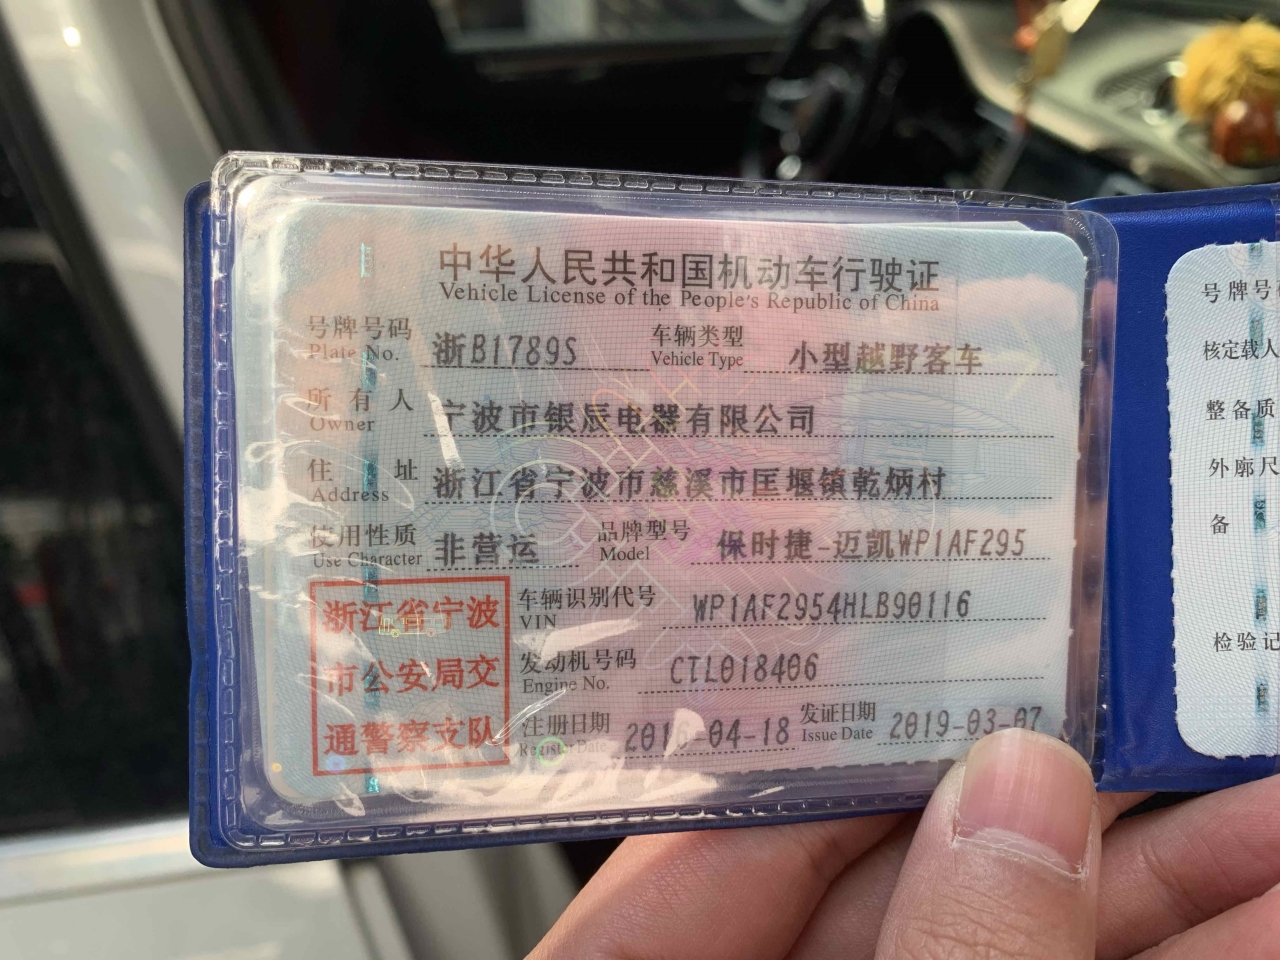 中华人民共和国机动车行驶证
Vehicle License of the People's Republic of China
号牌号码 浙B1789S 车辆类型 小型越野客车
Plate No. Vehicle Type
所有人 宁波市银辰电器有限公司
Owner
住址 浙江省宁波市慈溪市匡堰镇乾炳村
Address
使用性质 非营运 品牌型号 保时捷-迈凯WP1AF295
Use Character Model
浙江省宁波
市公安局交
通警察支队
车辆识别代号 WP1AF2954HLB90116
VIN
发动机号码 CTL018406
Engine No.
注册日期 发证日期 2019-03-07
Register Date Issue Date
号牌号
核定载人
整备质
外廓尺
备
检验记